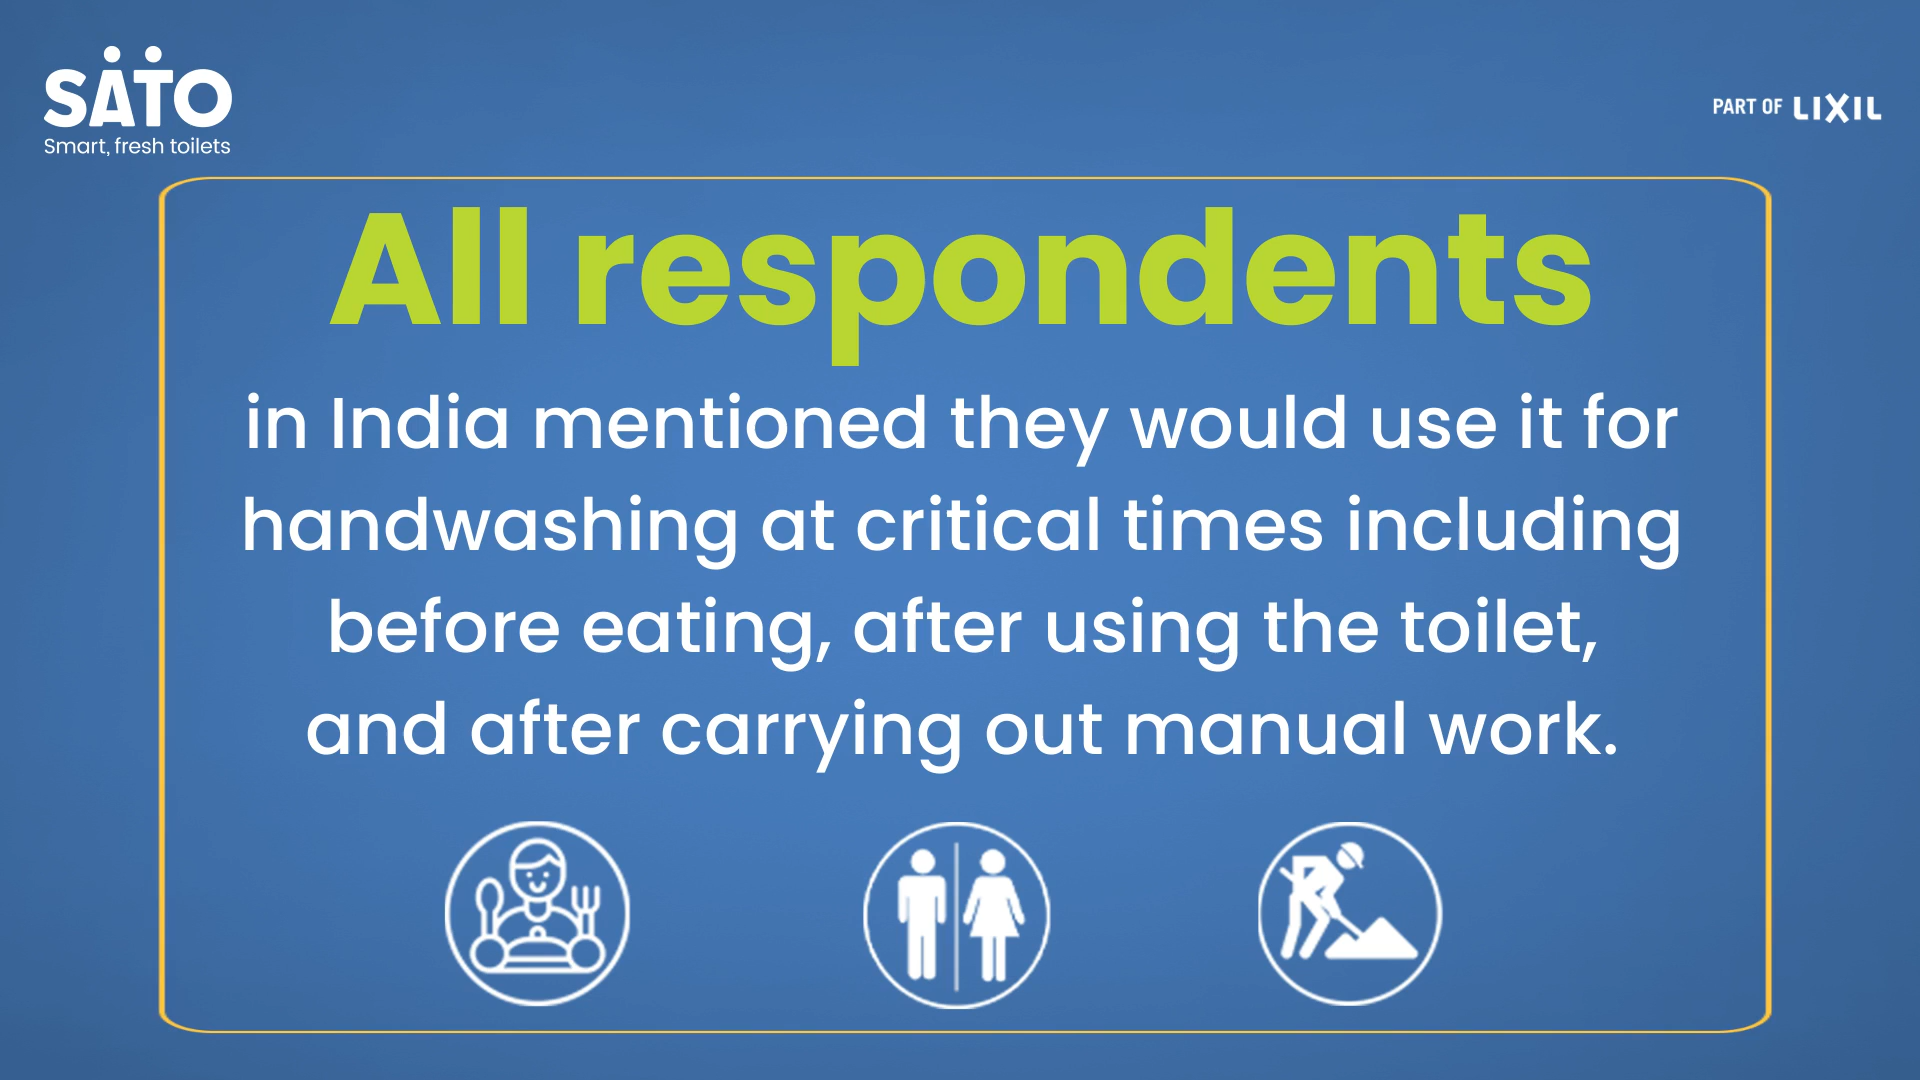 SATO
Smart, fresh toilets
PART OF LIXIL
All respondents
in India mentioned they would use it for
handwashing at critical times including
before eating, after using the toilet,
and after carrying out manual work.